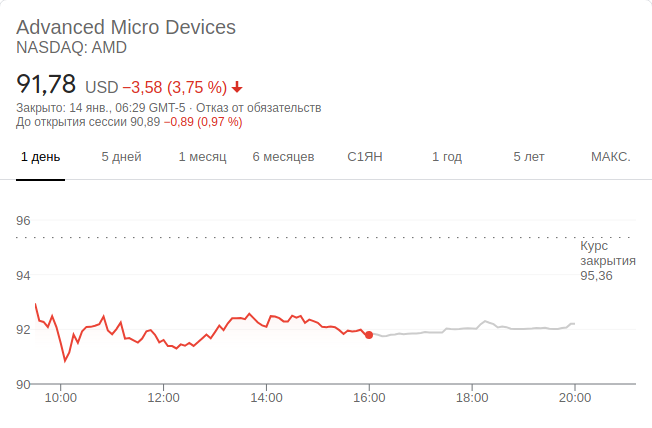 Advanced Micro Devices
NASDAQ: AMD
91,78 USD −3,58 (3,75 %)
Закрыто: 14 янв., 06:29 GMT-5 · Отказ от обязательств
До открытия сессии 90,89 −0,89 (0,97 %)
1 день 5 дней 1 месяц 6 месяцев С1ЯН 1 год 5 лет МАКС.
96
Курс
закрытия
95,36
94
92
90
10:00 12:00 14:00 16:00 18:00 20:00